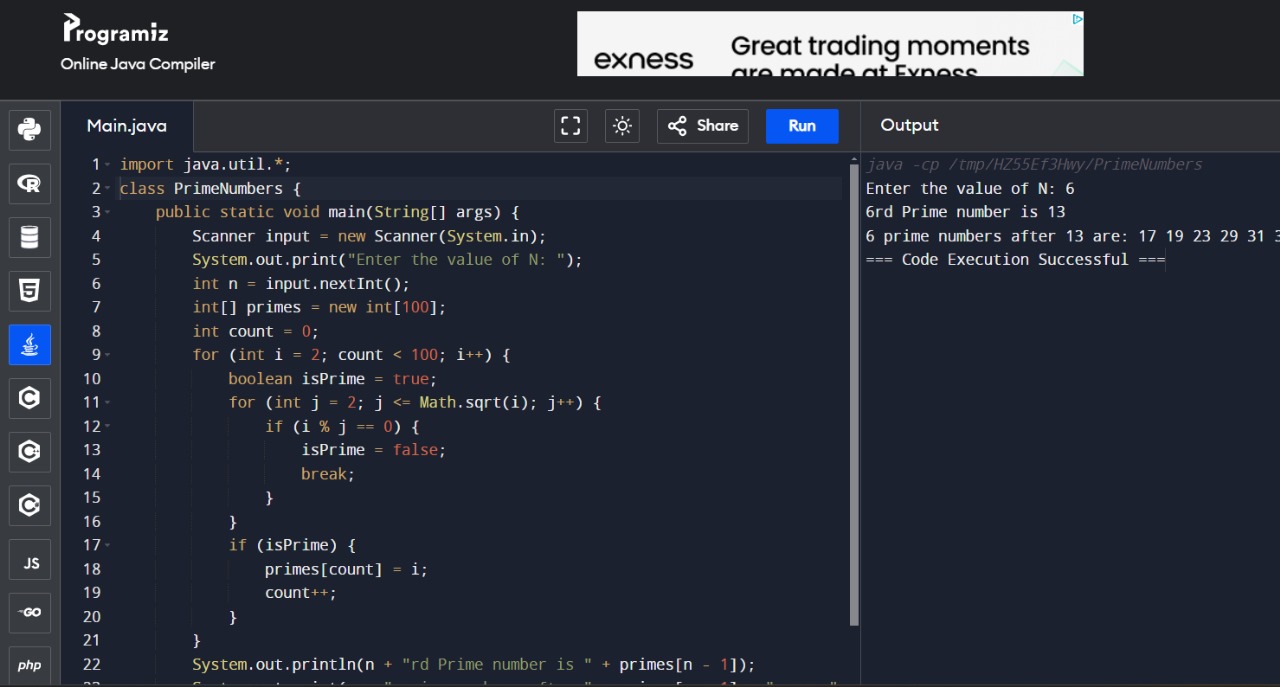 Programiz
Online Java Compiler
exness
Great trading moments
are made at Exness
Main.java
Share
Run
Output
1 import java.util.*;
2 class PrimeNumbers {
3 public static void main(String[] args) {
4 Scanner input = new Scanner(System.in);
5 System.out.print("Enter the value of N: ");
6 int n = input.nextInt();
7 int[] primes = new int[100];
8 int count = 0;
9 for (int i = 2; count < 100; i++) {
10 boolean isPrime = true;
11 for (int j = 2; j <= Math.sqrt(i); j++) {
12 if (i % j == 0) {
13 isPrime = false;
14 break;
15 }
16 }
17 if (isPrime) {
18 primes[count] = i;
19 count++;
20 }
21 }
22 System.out.println(n + "rd Prime number is " + primes[n - 1]);
java -cp /tmp/HZ55Ef3Hwy/PrimeNumbers
Enter the value of N: 6
6rd Prime number is 13
6 prime numbers after 13 are: 17 19 23 29 31
=== Code Execution Successful ===
R
5
C
C
C
JS
GO
php